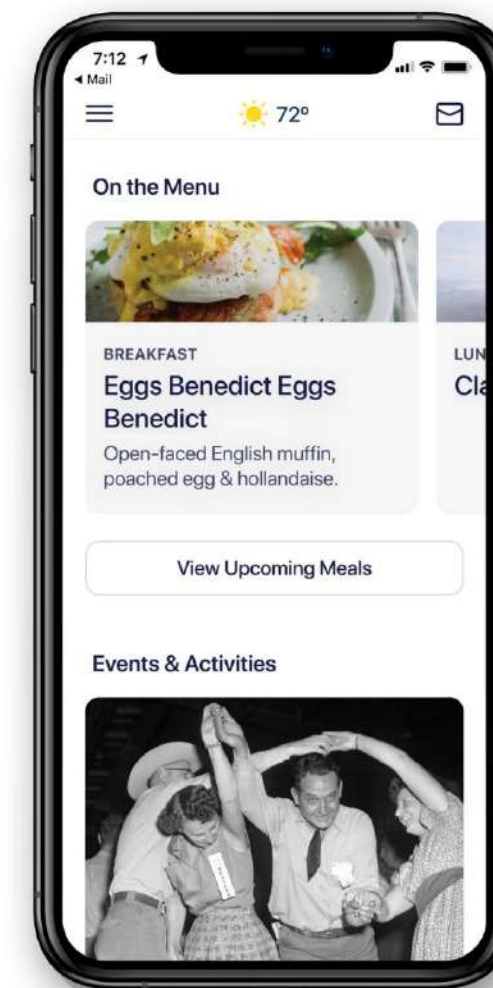 7:12
Mail
72°
On the Menu
BREAKFAST
Eggs Benedict Eggs
Benedict
Open-faced English muffin,
poached egg & hollandaise.
LUN
Cla
View Upcoming Meals
Events & Activities